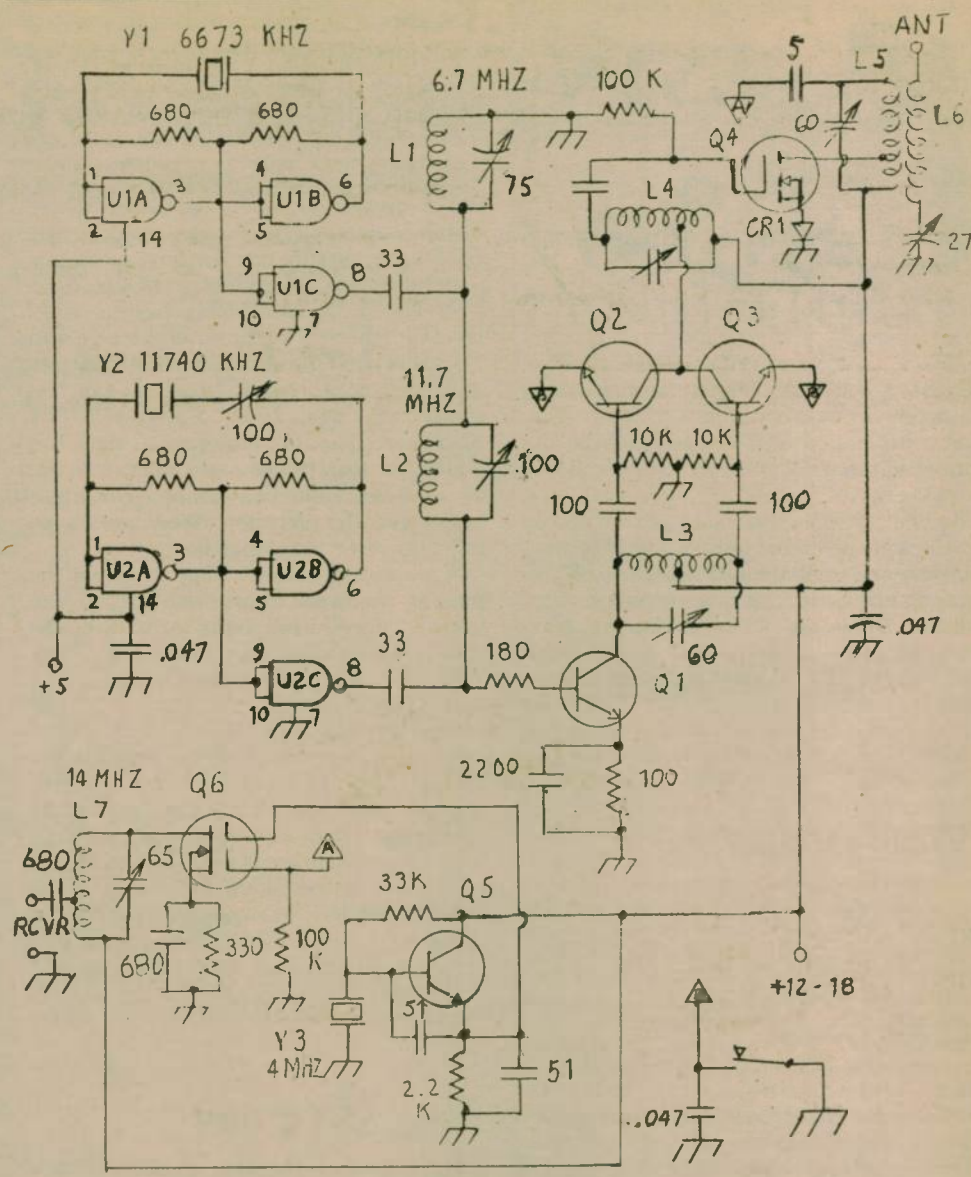 Y1 6673 KHZ
680
680
1
2
U1A
3
14
4
5
U1B
6
9
10
U1C
8
7
33
6.7 MHZ
L1
75
100 K
L4
Q4
CR1
5
A
60
L5
ANT
L6
27
Y2 11740 KHZ
100
680
680
1
2
U2A
3
14
4
5
U2B
6
.047
+5
9
10
U2C
8
7
33
11.7
MHZ
L2
.100
180
Q1
2200
100
Q2
Q3
10K
10K
100
100
L3
60
.047
14 MHZ
L7
Q6
680
RCVR
65
680
330
100
K
A
33K
Q5
Y3
4 MHZ
51
2.2
K
51
+12-18
.047